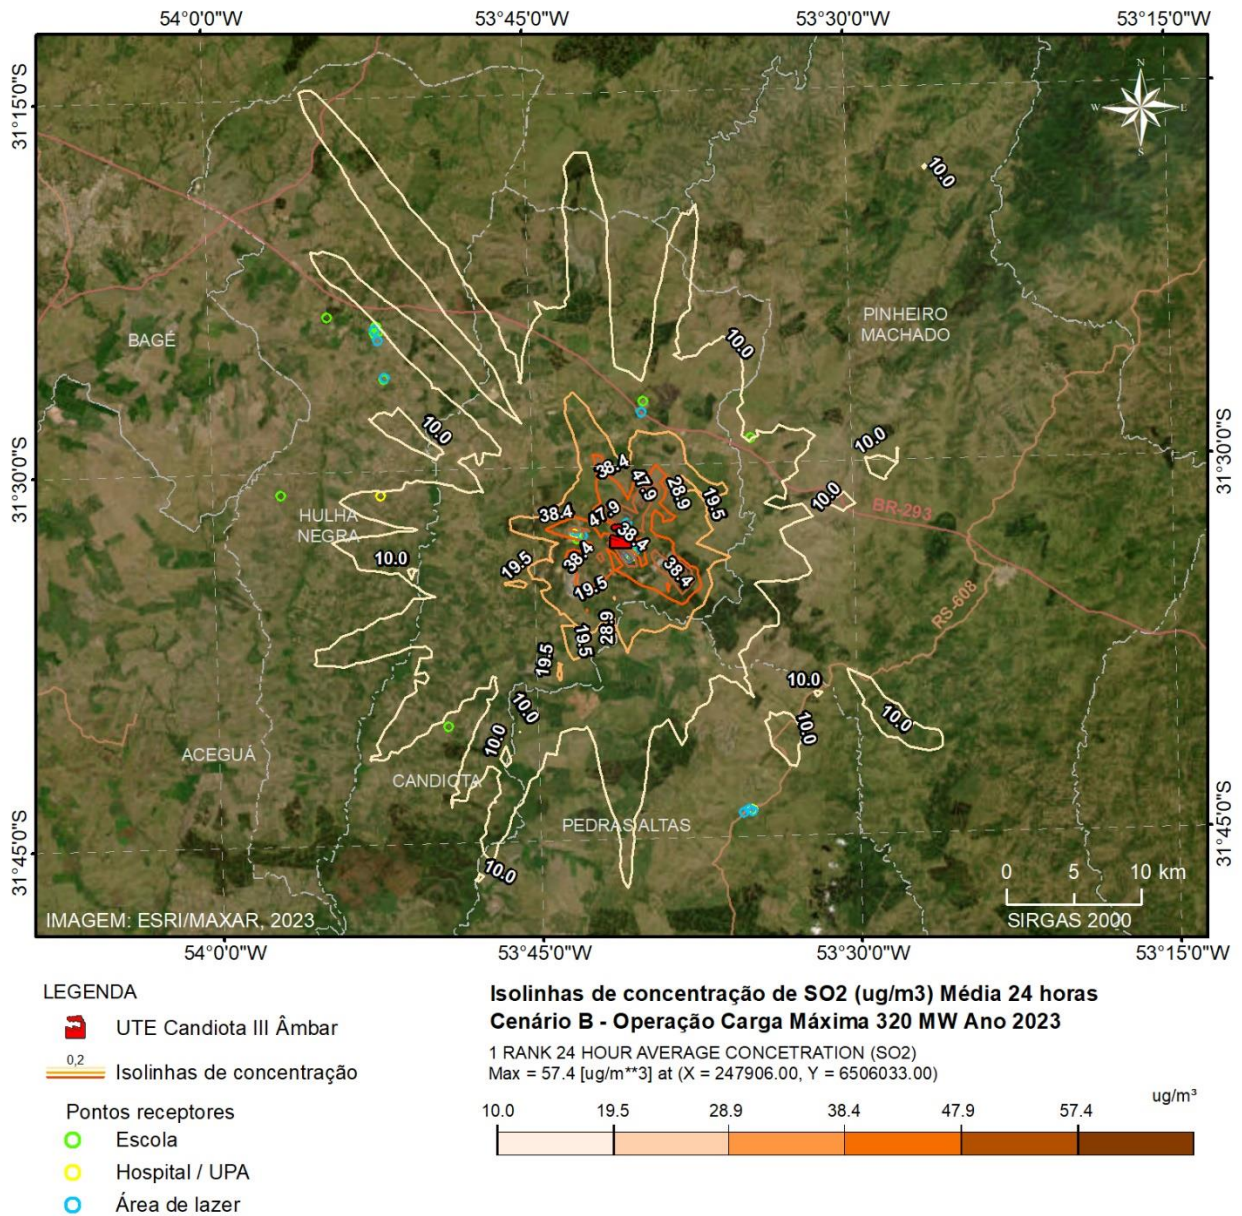 54°0'0"W 53°45'0"W 53°30'0"W 53°15'0"W
31°15'0"S
31°15'0"S
N
W E
S
10.0
PINHEIRO
MACHADO
BAGÉ
10.0
10.0
10.0
31°30'0"S
31°30'0"S
38.4
47.9
28.9
19.5
10.0
BR-293
HULHA
NEGRA
38.4
47.9
38.4
10.0
19.5
38.4
38.4
19.5
RS-608
19.5
28.9
19.5
10.0
10.0
10.0
10.0
10.0
ACEGUÁ
CANDIOTA
PEDRAS ALTAS
31°45'0"S
31°45'0"S
10.0
0 5 10 km
SIRGAS 2000
IMAGEM: ESRI/MAXAR, 2023
54°0'0"W 53°45'0"W 53°30'0"W 53°15'0"W
LEGENDA
UTE Candiota III Âmbar
0,2
Isolinhas de concentração
Pontos receptores
Escola
Hospital / UPA
Área de lazer
Isolinhas de concentração de SO2 (ug/m3) Média 24 horas
Cenário B - Operação Carga Máxima 320 MW Ano 2023
1 RANK 24 HOUR AVERAGE CONCETRATION (SO2)
Max = 57.4 [ug/m**3] at (X = 247906.00, Y = 6506033.00)
ug/m³
10.0 19.5 28.9 38.4 47.9 57.4